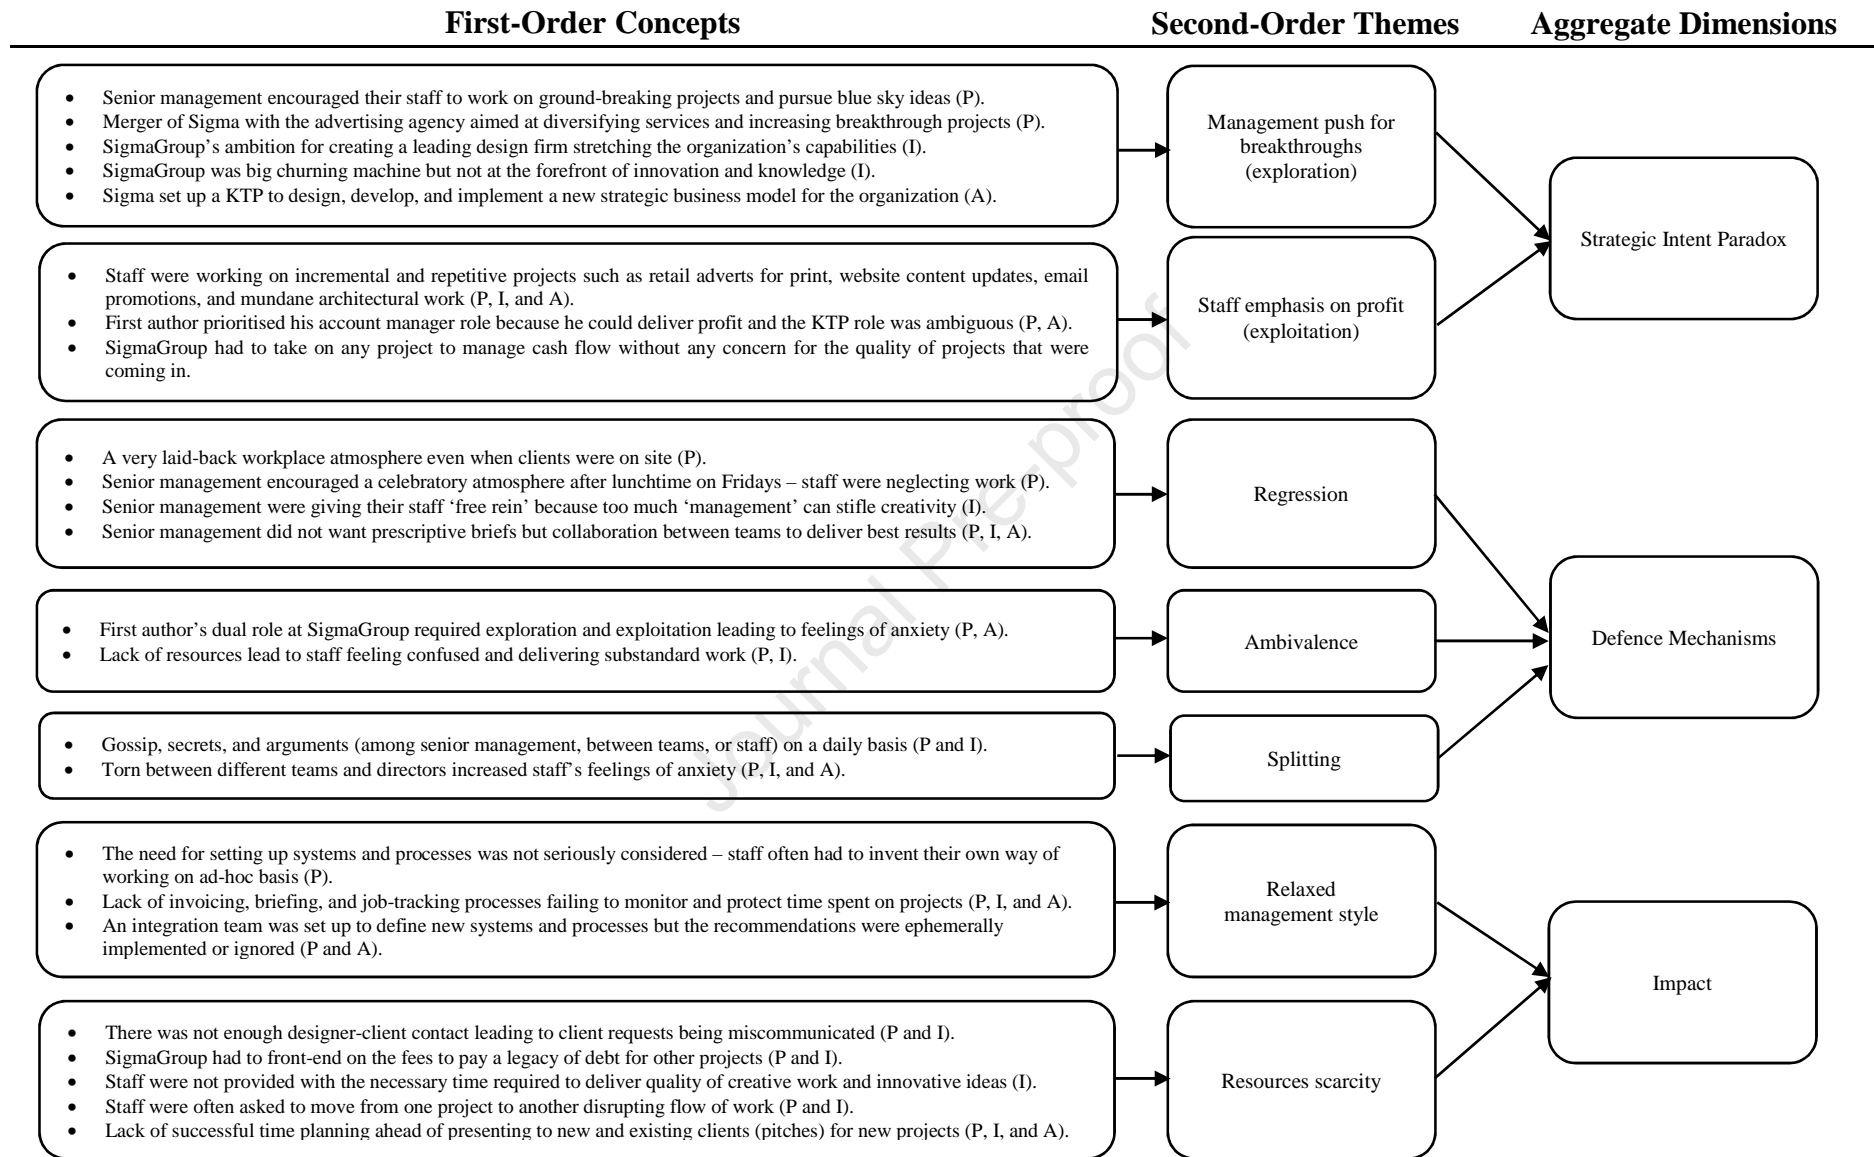 First-Order Concepts
Second-Order Themes
Aggregate Dimensions
• Senior management encouraged their staff to work on ground-breaking projects and pursue blue sky ideas (P).
• Merger of Sigma with the advertising agency aimed at diversifying services and increasing breakthrough projects (P).
• SigmaGroup’s ambition for creating a leading design firm stretching the organization’s capabilities (I).
• SigmaGroup was big churning machine but not at the forefront of innovation and knowledge (I).
• Sigma set up a KTP to design, develop, and implement a new strategic business model for the organization (A).
Management push for
breakthroughs
(exploration)
• Staff were working on incremental and repetitive projects such as retail adverts for print, website content updates, email
promotions, and mundane architectural work (P, I, and A).
• First author prioritised his account manager role because he could deliver profit and the KTP role was ambiguous (P, A).
• SigmaGroup had to take on any project to manage cash flow without any concern for the quality of projects that were
coming in.
Staff emphasis on profit
(exploitation)
Strategic Intent Paradox
• A very laid-back workplace atmosphere even when clients were on site (P).
• Senior management encouraged a celebratory atmosphere after lunchtime on Fridays – staff were neglecting work (P).
• Senior management were giving their staff ‘free rein’ because too much ‘management’ can stifle creativity (I).
• Senior management did not want prescriptive briefs but collaboration between teams to deliver best results (P, I, A).
Regression
• First author’s dual role at SigmaGroup required exploration and exploitation leading to feelings of anxiety (P, A).
• Lack of resources lead to staff feeling confused and delivering substandard work (P, I).
Ambivalence
• Gossip, secrets, and arguments (among senior management, between teams, or staff) on a daily basis (P and I).
• Torn between different teams and directors increased staff’s feelings of anxiety (P, I, and A).
Splitting
Defence Mechanisms
• The need for setting up systems and processes was not seriously considered – staff often had to invent their own way of
working on ad-hoc basis (P).
• Lack of invoicing, briefing, and job-tracking processes failing to monitor and protect time spent on projects (P, I, and A).
• An integration team was set up to define new systems and processes but the recommendations were ephemerally
implemented or ignored (P and A).
Relaxed
management style
• There was not enough designer-client contact leading to client requests being miscommunicated (P and I).
• SigmaGroup had to front-end on the fees to pay a legacy of debt for other projects (P and I).
• Staff were not provided with the necessary time required to deliver quality of creative work and innovative ideas (I).
• Staff were often asked to move from one project to another disrupting flow of work (P and I).
• Lack of successful time planning ahead of presenting to new and existing clients (pitches) for new projects (P, I, and A).
Resources scarcity
Impact
Journal Pre-proof